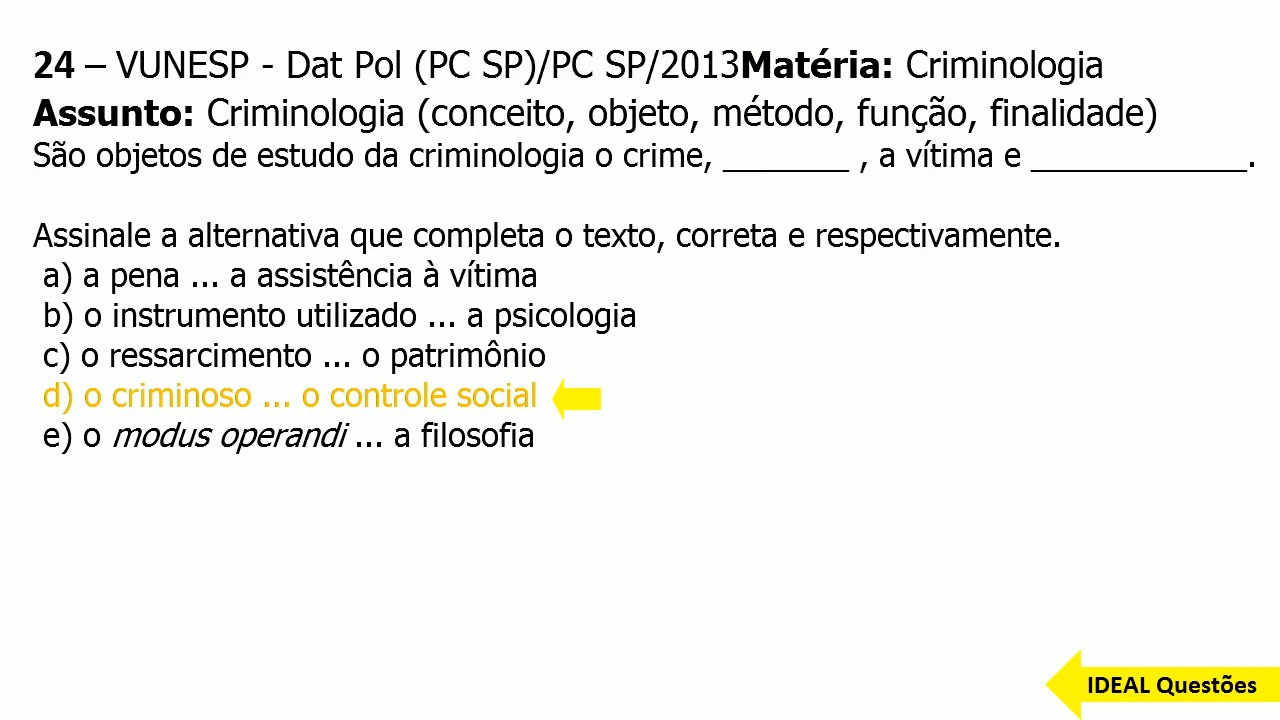 24 – VUNESP - Dat Pol (PC SP)/PC SP/2013Matéria: Criminologia
Assunto: Criminologia (conceito, objeto, método, função, finalidade)
São objetos de estudo da criminologia o crime, _______ , a vítima e _____________.
Assinale a alternativa que completa o texto, correta e respectivamente.
a) a pena ... a assistência à vítima
b) o instrumento utilizado ... a psicologia
c) o ressarcimento ... o patrimônio
d) o criminoso ... o controle social
e) o modus operandi ... a filosofia
IDEAL Questões